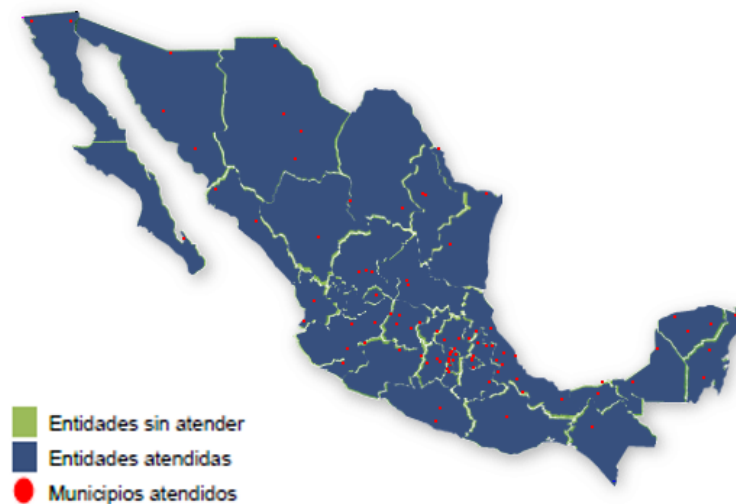 Entidades sin atender
Entidades atendidas
Municipios atendidos